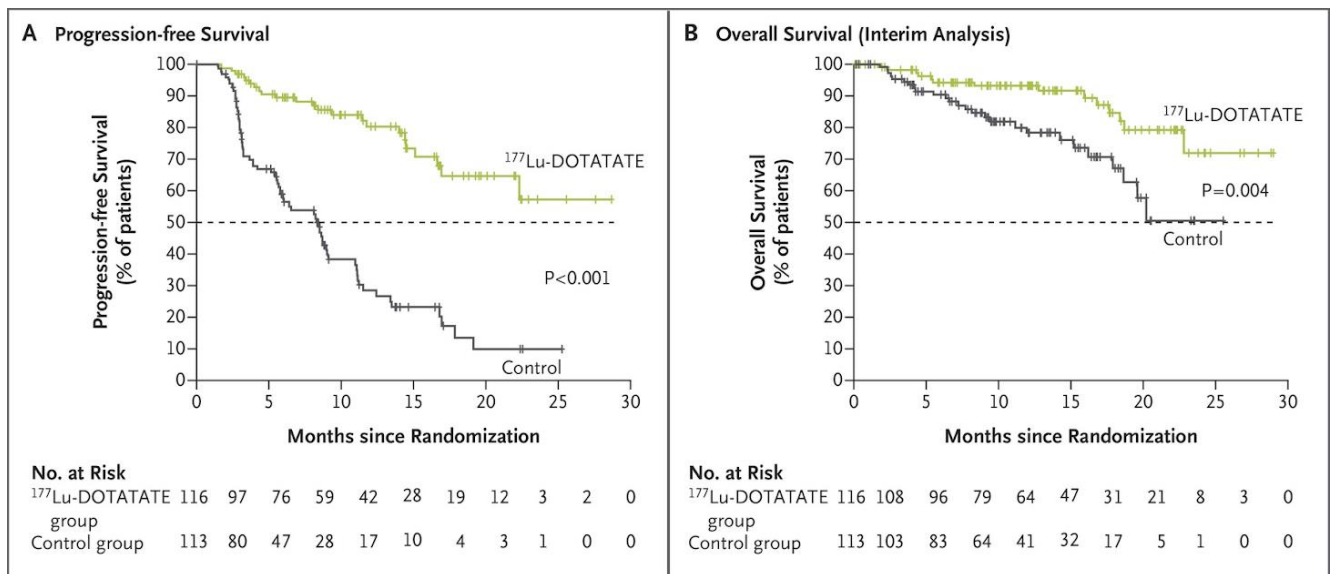 A Progression-free Survival
Progression-free Survival
(% of patients)
100
90
80
70
60
50
40
30
20
10
0
177Lu-DOTATATE
P<0.001
Control
0 5 10 15 20 25 30
Months since Randomization
No. at Risk
177Lu-DOTATATE 116 97 76 59 42 28 19 12 3 2 0
group
Control group 113 80 47 28 17 10 4 3 1 0 0
B Overall Survival (Interim Analysis)
Overall Survival
(% of patients)
100
90
80
70
60
50
40
30
20
10
0
177Lu-DOTATATE
P=0.004
Control
0 5 10 15 20 25 30
Months since Randomization
No. at Risk
177Lu-DOTATATE 116 108 96 79 64 47 31 21 8 3 0
group
Control group 113 103 83 64 41 32 17 5 1 0 0